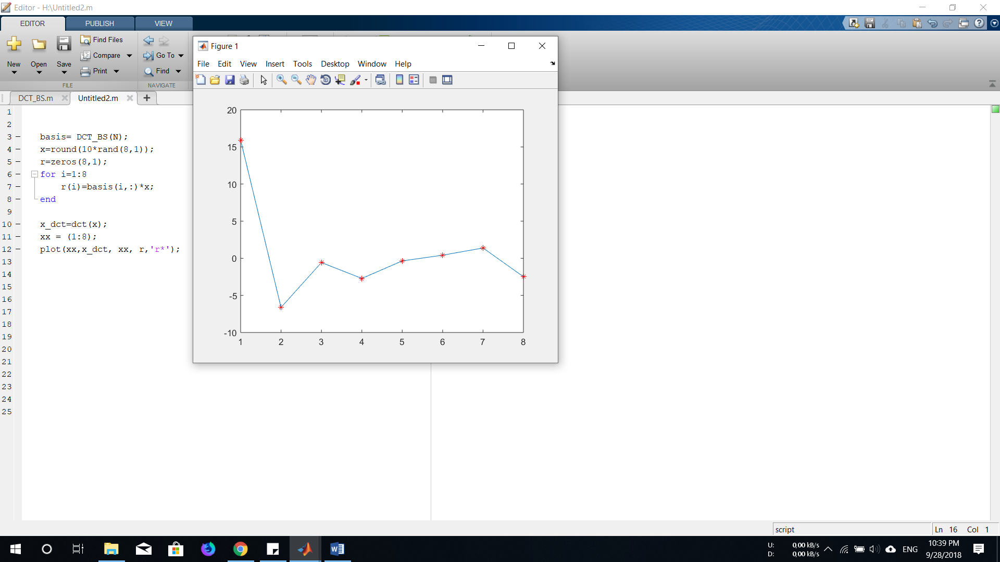 Editor - H:\Untitled2.m
EDITOR PUBLISH VIEW
New Open Save
Find Files
Compare
Print
Go To
Find
FILE NAVIGATE
DCT_BS.m Untitled2.m
1
2
3 basis= DCT_BS(N);
4 x=round(10*rand(8,1));
5 r=zeros(8,1);
6 for i=1:8
7 r(i)=basis(i,:)*x;
8 end
9
10 x_dct=dct(x);
11 xx = (1:8);
12 plot(xx,x_dct, xx, r,'r*');
13
14
15
16
17
18
19
20
21
22
23
24
25
Figure 1
File Edit View Insert Tools Desktop Window Help
20
15
10
5
0
-5
-10
1 2 3 4 5 6 7 8
script Ln 16 Col 1
U: 0,00 kB/s
D: 0,00 kB/s
ENG
10:39 PM
9/28/2018